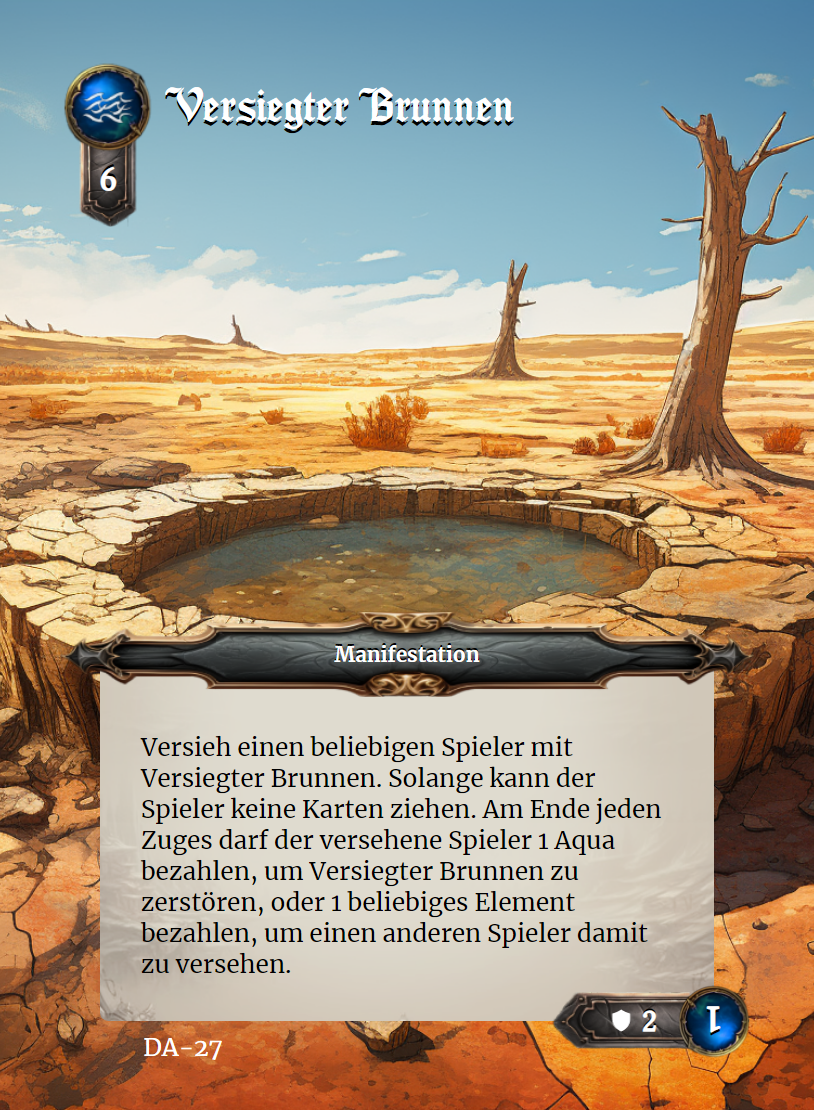 Versiegter Brunnen
6
Manifestation
Versieh einen beliebigen Spieler mit
Versiegter Brunnen. Solange kann der
Spieler keine Karten ziehen. Am Ende jeden
Zuges darf der versehene Spieler 1 Aqua
bezahlen, um Versiegter Brunnen zu
zerstören, oder 1 beliebiges Element
bezahlen, um einen anderen Spieler damit
zu versehen.
2
1
DA-27